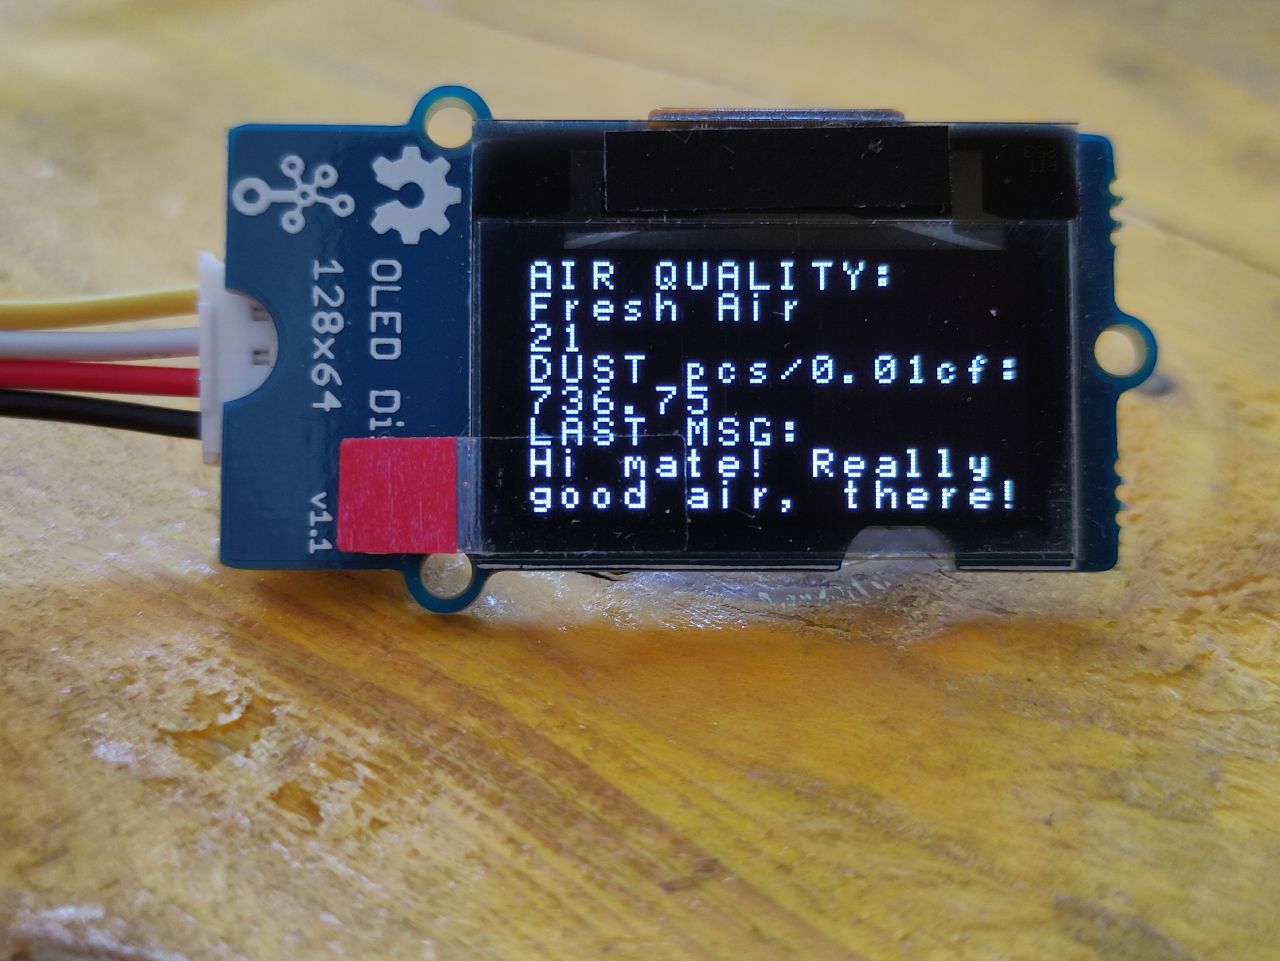 AIR QUALITY:
Fresh Air
21
DUST pcs/0.01cf:
736.75
LAST MSG:
Hi mate! Really
good air, there!
OLED Dis
128x64
v1.1